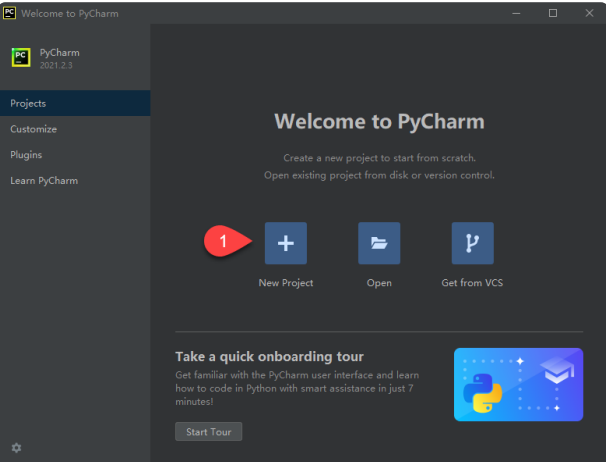 Welcome to PyCharm
PyCharm
2021.2.3
Projects
Customize
Plugins
Learn PyCharm
Welcome to PyCharm
Create a new project to start from scratch.
Open existing project from disk or version control.
1
New Project
Open
Get from VCS
Take a quick onboarding tour
Get familiar with the PyCharm user interface and learn
how to code in Python with smart assistance in just 7
minutes!
Start Tour